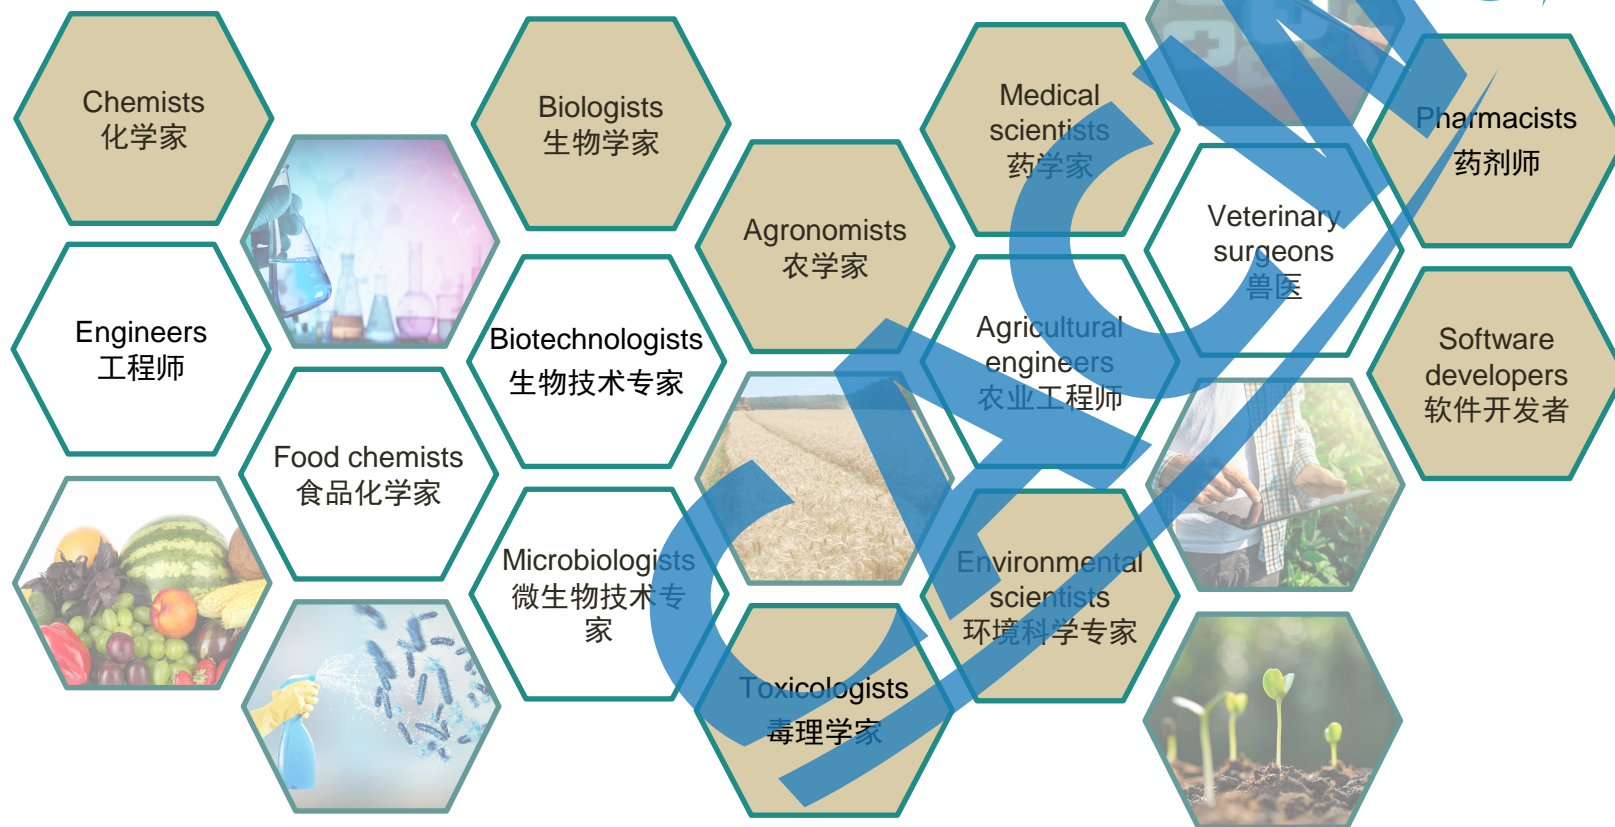 Chemists
化学家
Biologists
生物学家
Medical
scientists
药学家
Pharmacists
药剂师
Agronomists
农学家
Veterinary
surgeons
兽医
Engineers
工程师
Biotechnologists
生物技术专家
Agricultural
engineers
农业工程师
Software
developers
软件开发者
Food chemists
食品化学家
Microbiologists
微生物技术专
家
Environmental
scientists
环境科学专家
Toxicologists
毒理学家